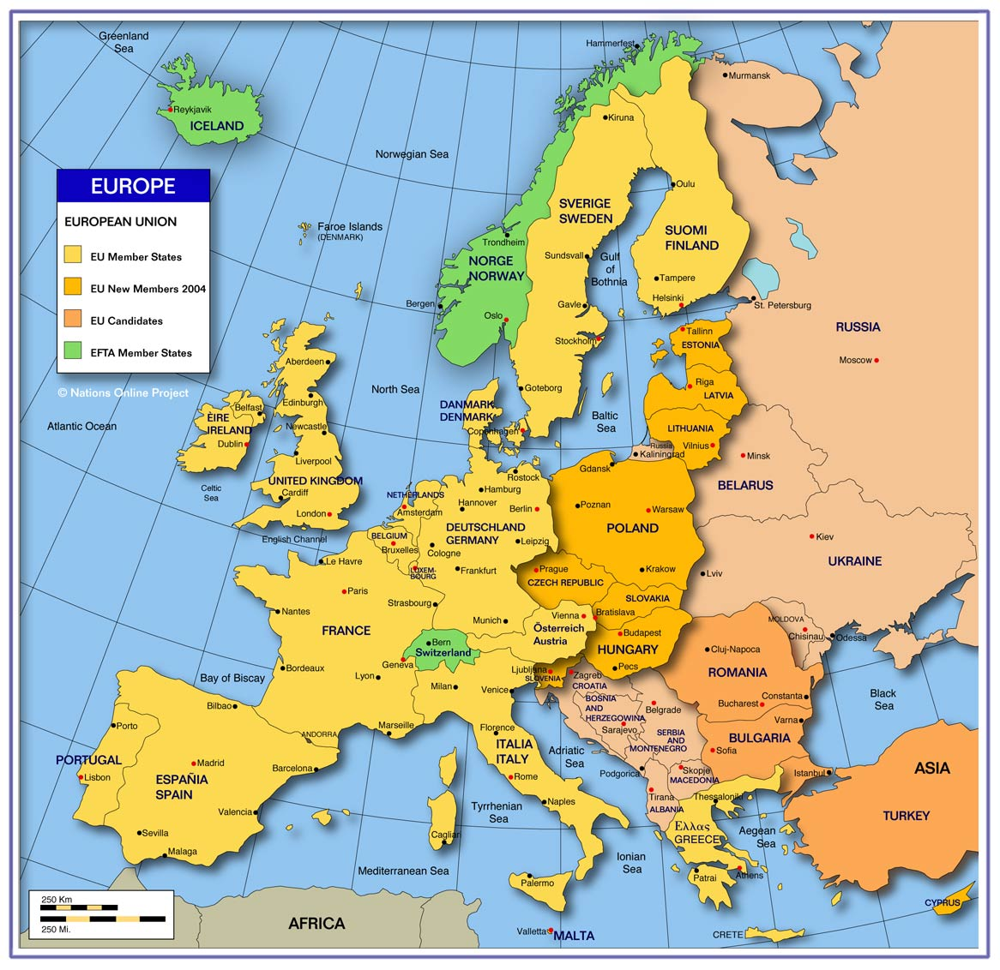 Greenland
Sea
Hammerfest
Murmansk
Reykjavik
ICELAND
Kiruna
Norwegian Sea
EUROPE
EUROPEAN UNION
EU Member States
EU New Members 2004
EU Candidates
EFTA Member States
© Nations Online Project
Oulu
SVERIGE
SWEDEN
Faroe Islands
(DENMARK)
SUOMI
FINLAND
Trondheim
Sundsvall
Gulf
of
Bothnia
NORGE
NORWAY
Tampere
Helsinki
St. Petersburg
Bergen
Gavle
Oslo
Stockholm
RUSSIA
Tallinn
ESTONIA
Moscow
Aberdeen
Riga
LATVIA
North Sea
Goteborg
Edinburgh
DANMARK
DENMARK
Baltic
Sea
Belfast
ÈIRE
IRELAND
Atlantic Ocean
Newcastle
Copenhagen
LITHUANIA
Vilnius
Dublin
Russia
Kaliningrad
Minsk
Liverpool
Gdansk
Rostock
UNITED KINGDOM
Celtic
Sea
Cardiff
BELARUS
Hamburg
NETHERLANDS
Amsterdam
Hannover
Berlin
Poznan
Warsaw
London
POLAND
English Channel
BELGIUM
Bruxelles
DEUTSCHLAND
GERMANY
Leipzig
Cologne
Kiev
UKRAINE
Le Havre
LUXEM-
BOURG
Frankfurt
Prague
CZECH REPUBLIC
Krakow
Lviv
Paris
Strasbourg
SLOVAKIA
Nantes
Munich
Vienna
Bratislava
MOLDOVA
Chisinau
Odessa
FRANCE
Österreich
Austria
Budapest
HUNGARY
Bern
Switzerland
Geneva
Cluj-Napoca
ROMANIA
Bordeaux
Lyon
Ljubljana
SLOVENIA
Pecs
Zagreb
CROATIA
Bay of Biscay
Milan
Venice
BOSNIA
AND
HERZEGOWINA
Sarajevo
Belgrade
Bucharest
Constanta
Black
Sea
Bilbao
Porto
Marseille
ANDORRA
Florence
ITALIA
ITALY
SERBIA
AND
MONTENEGRO
Varna
BULGARIA
Sofia
Adriatic
Sea
PORTUGAL
Lisbon
Madrid
Barcelona
ESPAÑIA
SPAIN
Rome
Podgorica
Skopje
MACEDONIA
Istanbul
ASIA
Tirana
ALBANIA
Thessaloniki
Naples
Tyrrhenian
Sea
Valencia
TURKEY
Sevilla
Malaga
Cagliari
Ελλας
GREECE
Aegean
Sea
Ionian
Sea
Mediterranean Sea
Palermo
Patrai
Athens
250 Km
250 Mi.
AFRICA
Valletta
MALTA
CRETE
CYPRUS